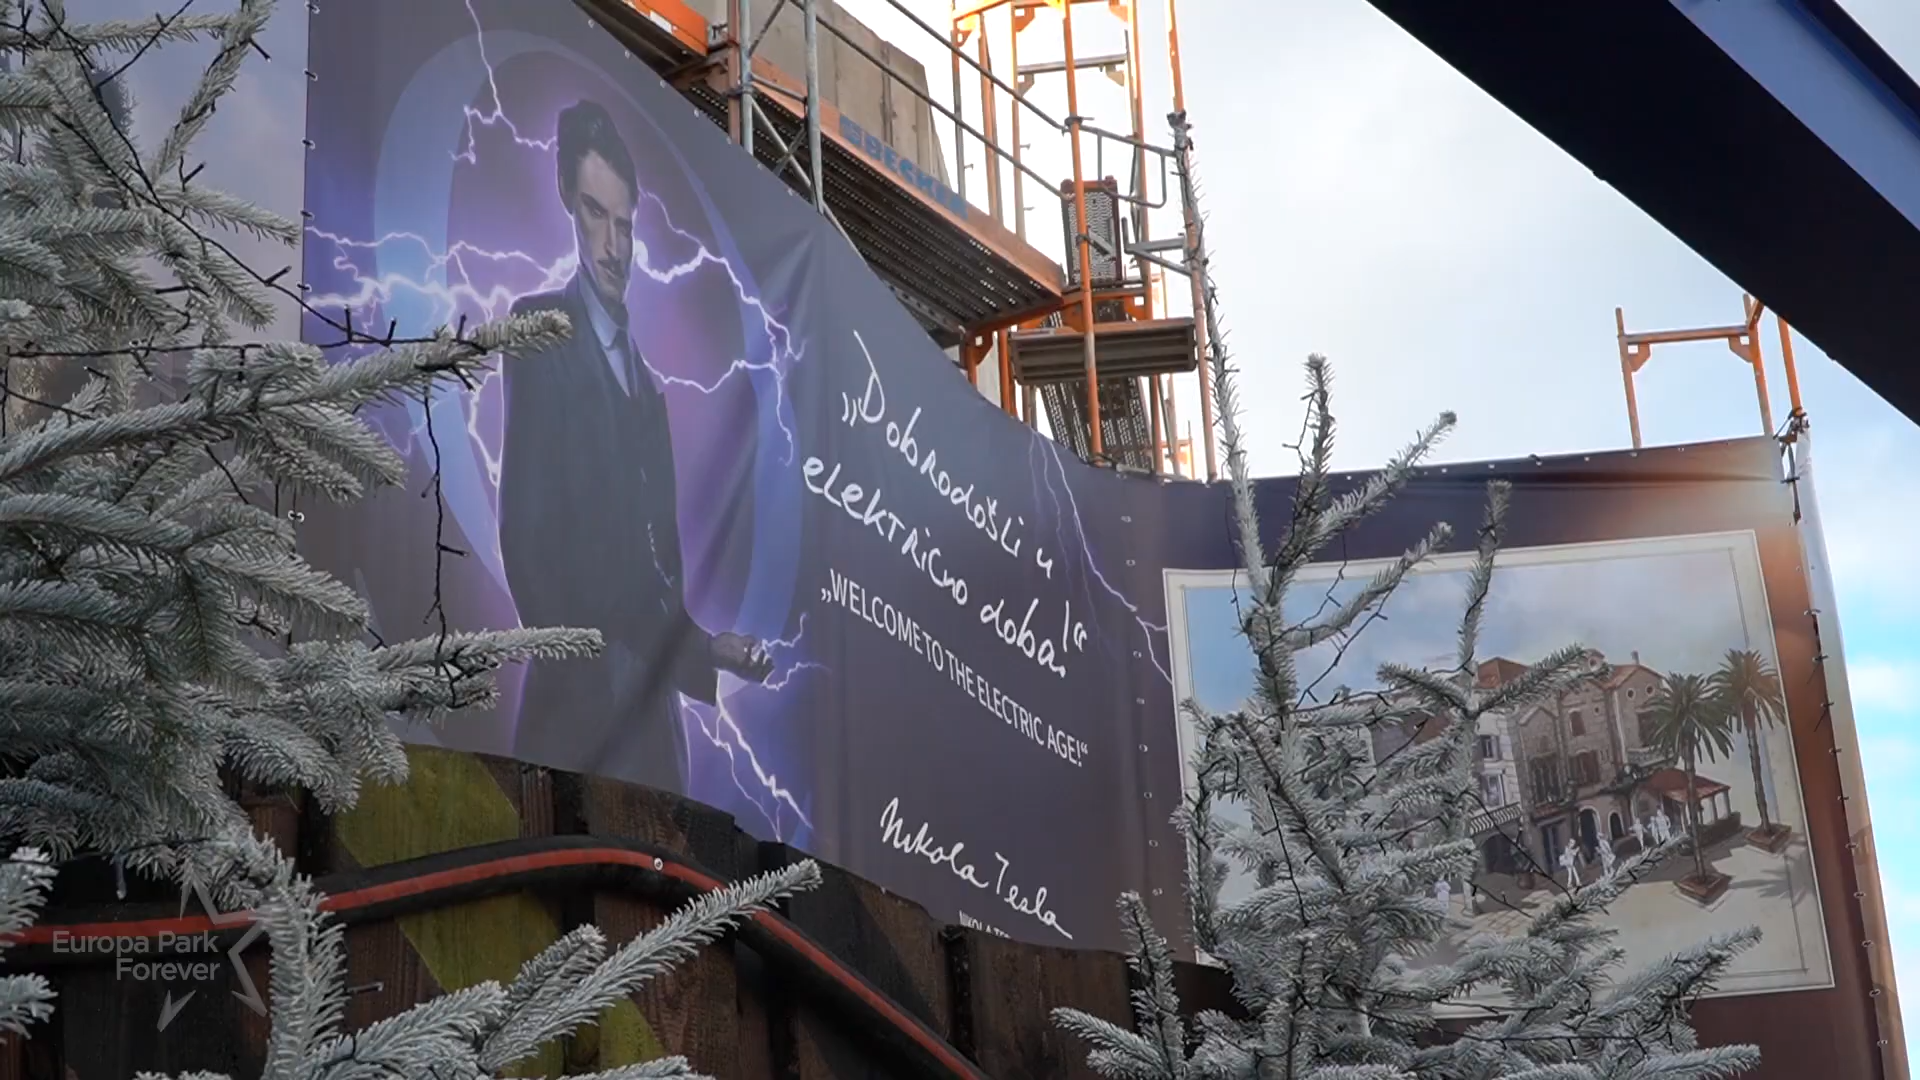 BECKER
„Dobrodošli u
električno doba!“
„WELCOME TO THE ELECTRIC AGE!“
Nikola Tesla
Europa Park
Forever